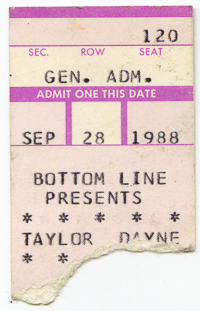 120
SEC. ROW SEAT
GEN. ADM.
ADMIT ONE THIS DATE
SEP 28 1988
BOTTOM LINE
PRESENTS
* * * * * *
TAYLOR DAYNE
* *